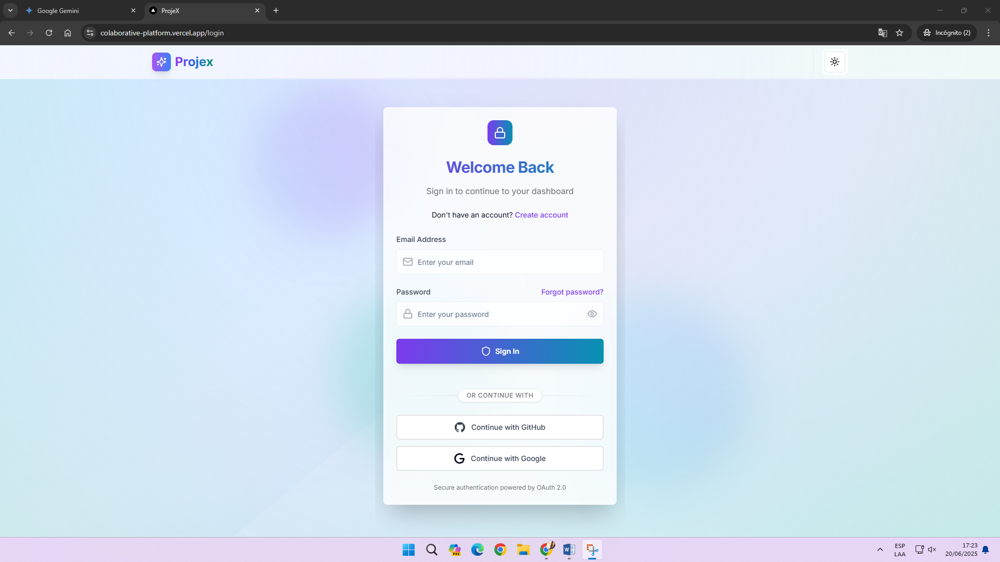 Google Gemini
ProjeX
colaborative-platform.vercel.app/login
Incógnito (2)
Projex
Welcome Back
Sign in to continue to your dashboard
Don't have an account? Create account
Email Address
Enter your email
Password Forgot password?
Enter your password
Sign In
OR CONTINUE WITH
Continue with GitHub
Continue with Google
Secure authentication powered by OAuth 2.0
PRE
ESP
LAA
17:23
20/06/2025